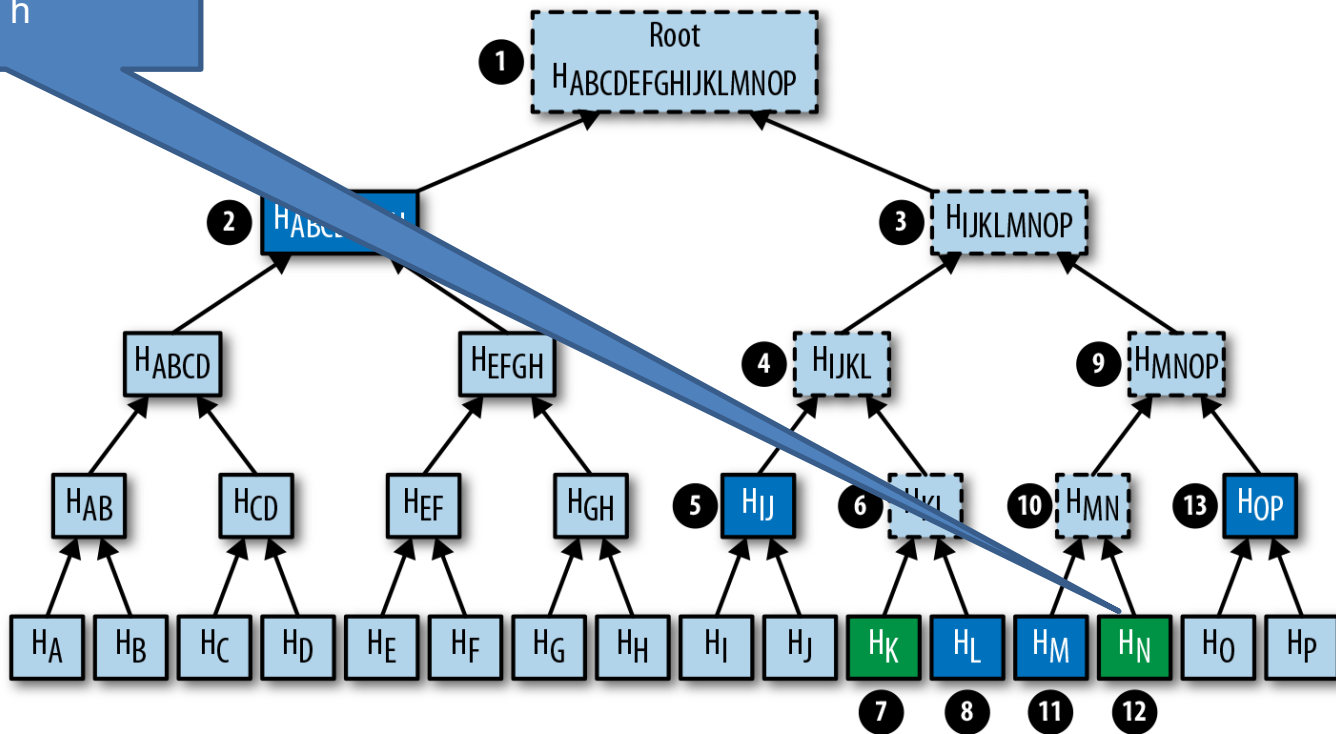 h
Root
1
HABCDEFGHIJKLMNOP
2
3
HIJKLMNOP
HABCD
HEFGH
4
HIJKL
9
HMNOP
HAB
HCD
HEF
HGH
5
HIJ
6
10
HMN
13
HOP
HA
HB
HC
HD
HE
HF
HG
HH
HI
HJ
HK
HL
HM
HN
HO
HP
7
8
11
12